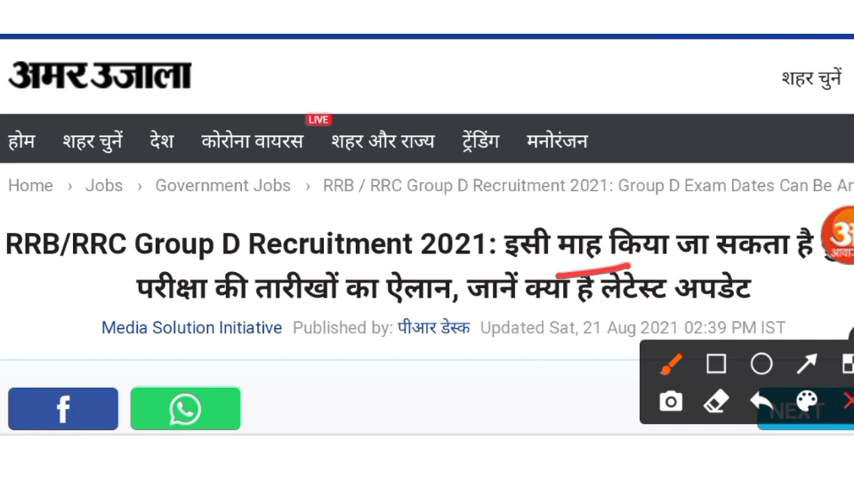 अमर उजाला
शहर चुनें
LIVE
होम शहर चुनें देश कोरोना वायरस शहर और राज्य ट्रेंडिंग मनोरंजन
Home › Jobs › Government Jobs › RRB / RRC Group D Recruitment 2021: Group D Exam Dates Can Be
RRB/RRC Group D Recruitment 2021: इसी माह किया जा सकता है
परीक्षा की तारीखों का ऐलान, जानें क्या है लेटेस्ट अपडेट
Media Solution Initiative Published by: पीआर डेस्क Updated Sat, 21 Aug 2021 02:39 PM IST
NEXT